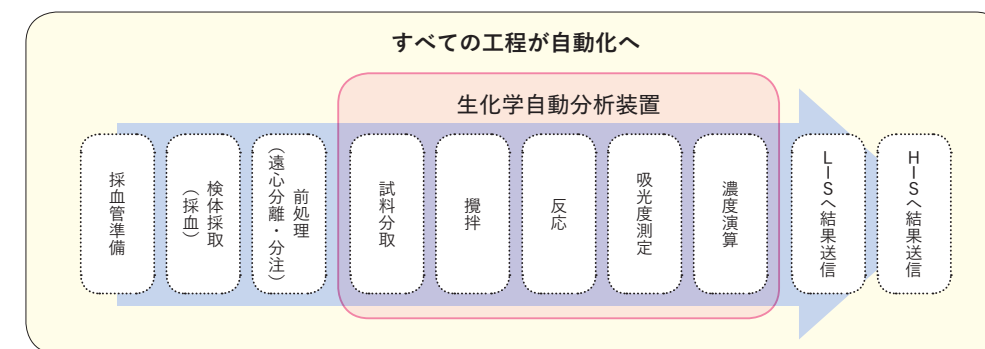 すべての工程が自動化へ
生化学自動分析装置
採血管準備
検体採取
（採血）
前処理
（遠心分離・分注）
試料分取
攪拌
反応
吸光度測定
濃度演算
LISへ結果送信
HISへ結果送信